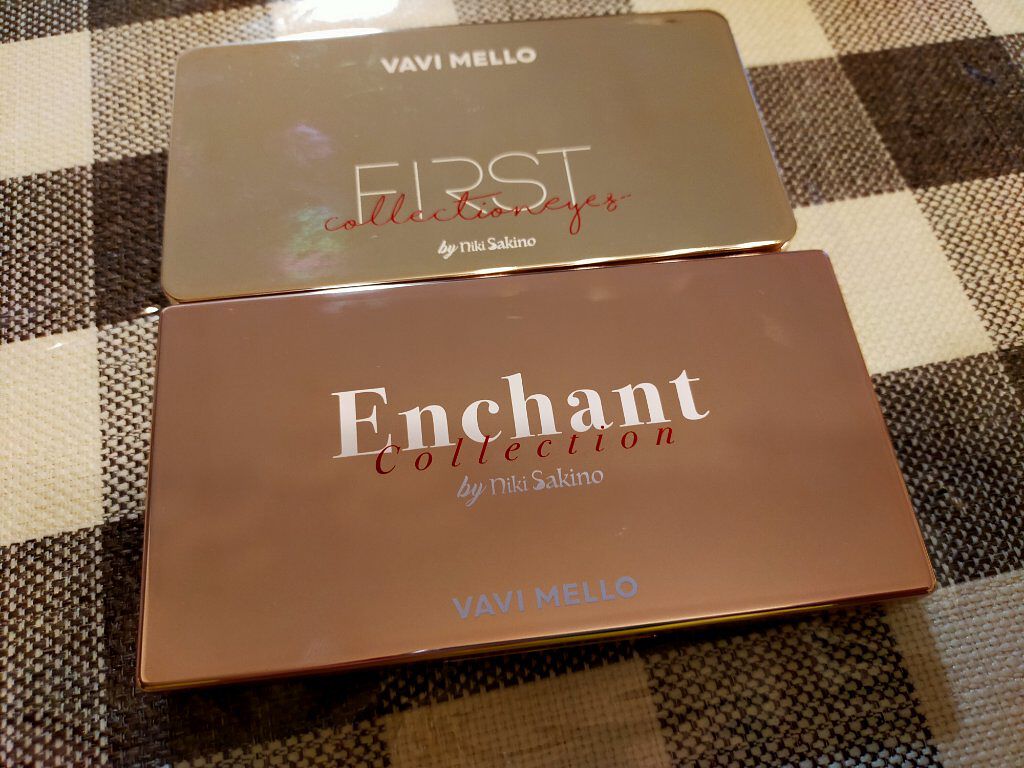 VAVI MELLO
FIRST
collection eyes
by Niki Sakino
Enchant
Collection
by Niki Sakino
VAVI MELLO